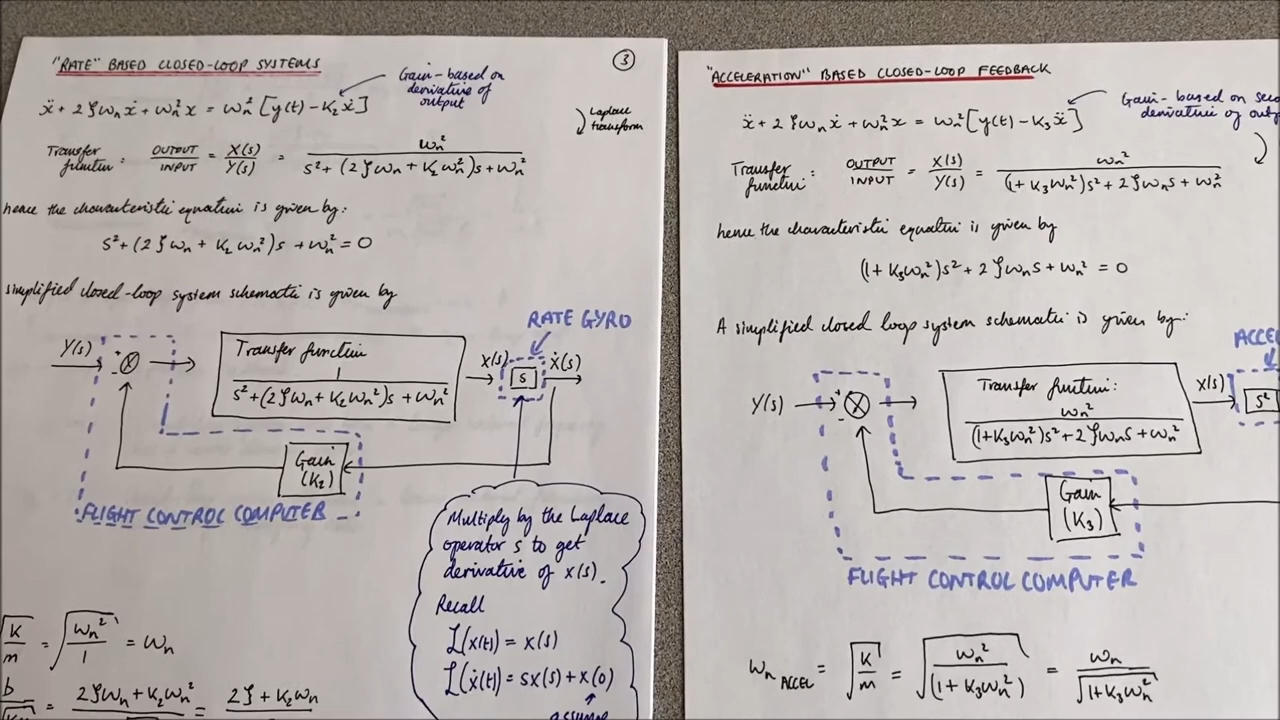 "RATE" BASED CLOSED-LOOP SYSTEMS
3
Gain-based on
derivative of
output
ẍ + 2ζωₙẋ + ωₙ²x = ωₙ²[y(t) − K₂ẋ]
Laplace
transform
Transfer function: OUTPUT/INPUT = X(s)/Y(s) = ωₙ²/(s² + (2ζωₙ + K₂ωₙ²)s + ωₙ²)
hence the characteristic equation is given by:
s² + (2ζωₙ + K₂ωₙ²)s + ωₙ² = 0
simplified closed-loop system schematic is given by
RATE GYRO
Y(s)
+
-
Transfer function
1/(s² + (2ζωₙ + K₂ωₙ²)s + ωₙ²)
X(s)
s
Ẋ(s)
Gain
(K₂)
FLIGHT CONTROL COMPUTER
Multiply by the Laplace
operator s to get
derivative of X(s).
Recall
ℒ(x(t)) = X(s)
ℒ(ẋ(t)) = sX(s) + x(0)
√(K/m) = √(ωₙ²/1) = ωₙ
b = 2ζωₙ + K₂ωₙ² = 2ζ + K₂ωₙ
"ACCELERATION" BASED CLOSED-LOOP FEEDBACK
Gain-based on
derivative of
ẍ + 2ζωₙẋ + ωₙ²x = ωₙ²[y(t) − K₃ẍ]
Transfer function: OUTPUT/INPUT = X(s)/Y(s) = ωₙ²/((1 + K₃ωₙ²)s² + 2ζωₙs + ωₙ²)
hence the characteristic equation is given by
(1 + K₃ωₙ²)s² + 2ζωₙs + ωₙ² = 0
A simplified closed loop system schematic is given by:
ACCEL
Y(s)
+
-
Transfer function:
ωₙ²/((1 + K₃ωₙ²)s² + 2ζωₙs + ωₙ²)
X(s)
s²
Gain
(K₃)
FLIGHT CONTROL COMPUTER
ωₙ ACCEL = √(K/m) = √(ωₙ²/(1 + K₃ωₙ²)) = ωₙ/√(1 + K₃ωₙ²)